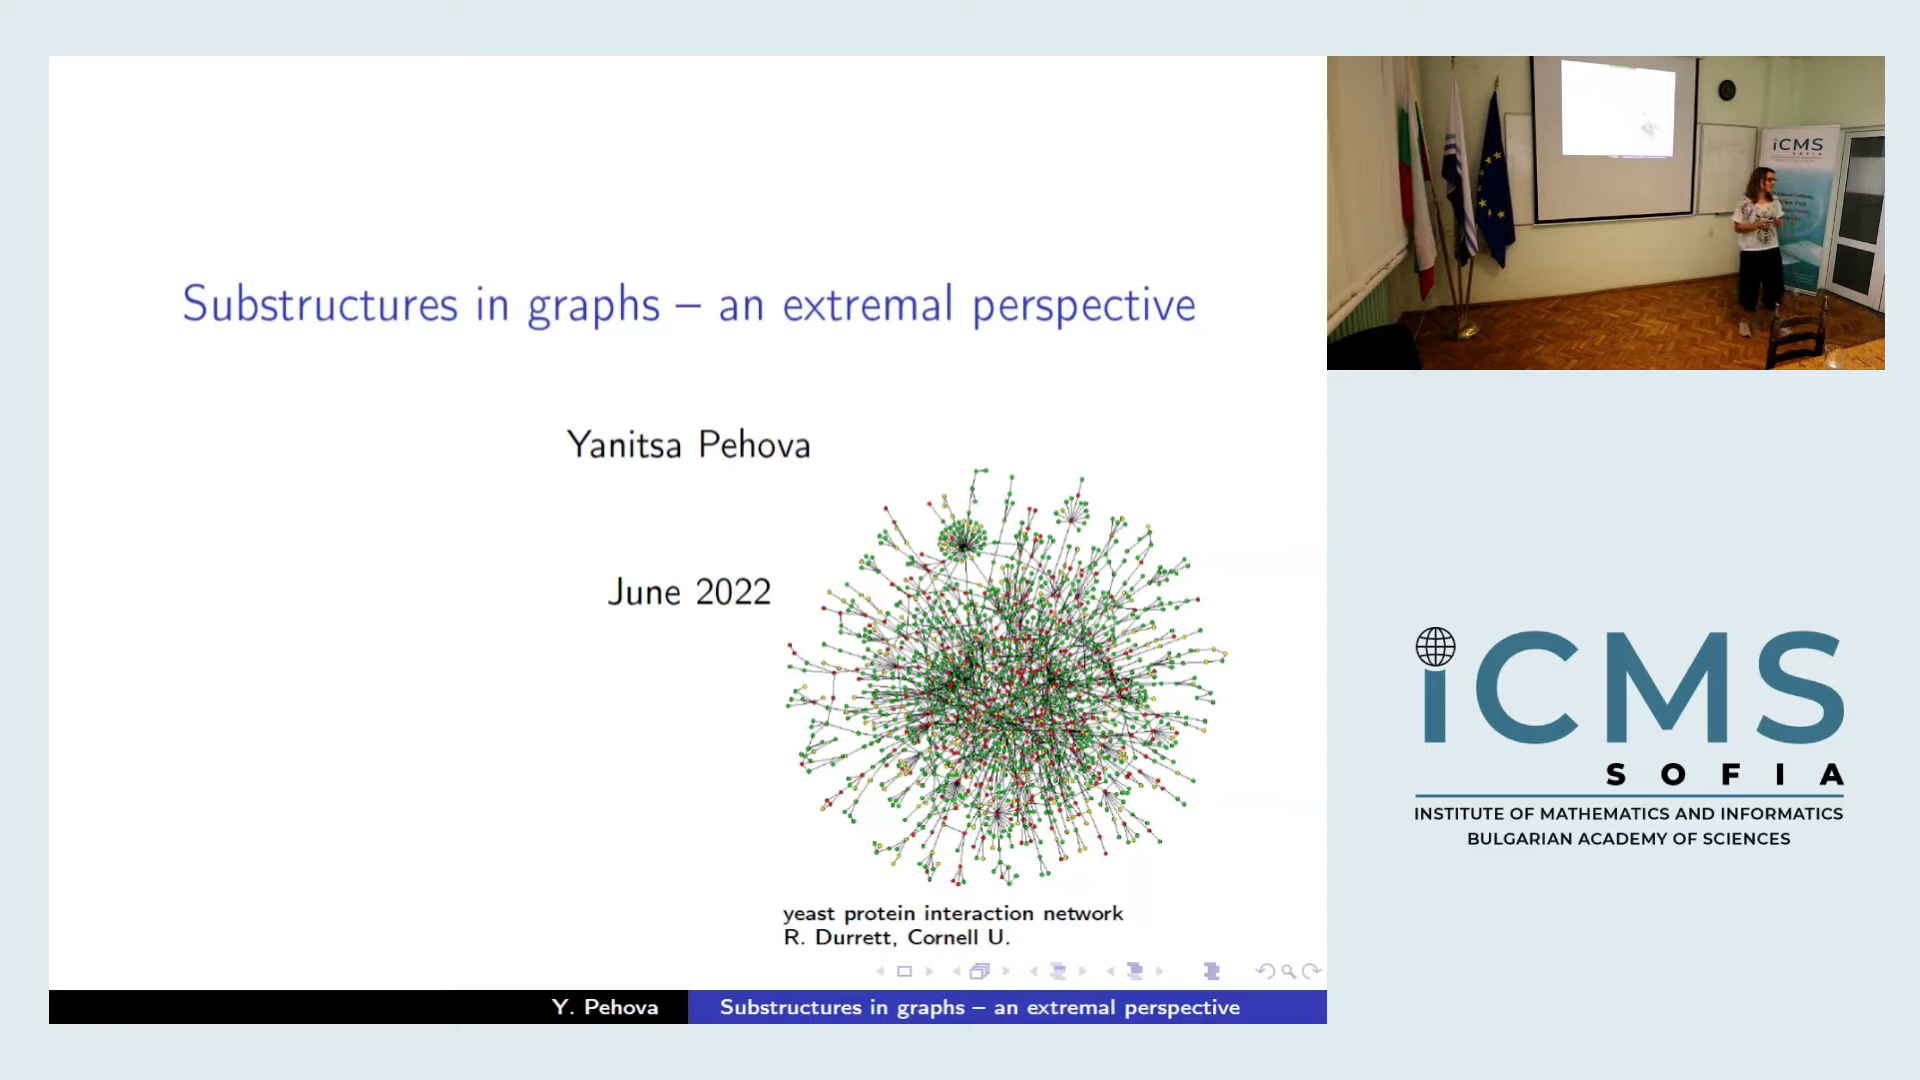 Substructures in graphs – an extremal perspective
Yanitsa Pehova
June 2022
yeast protein interaction network
R. Durrett, Cornell U.
Y. Pehova
Substructures in graphs – an extremal perspective
iCMS
iCMS
SOFIA
INSTITUTE OF MATHEMATICS AND INFORMATICS
BULGARIAN ACADEMY OF SCIENCES